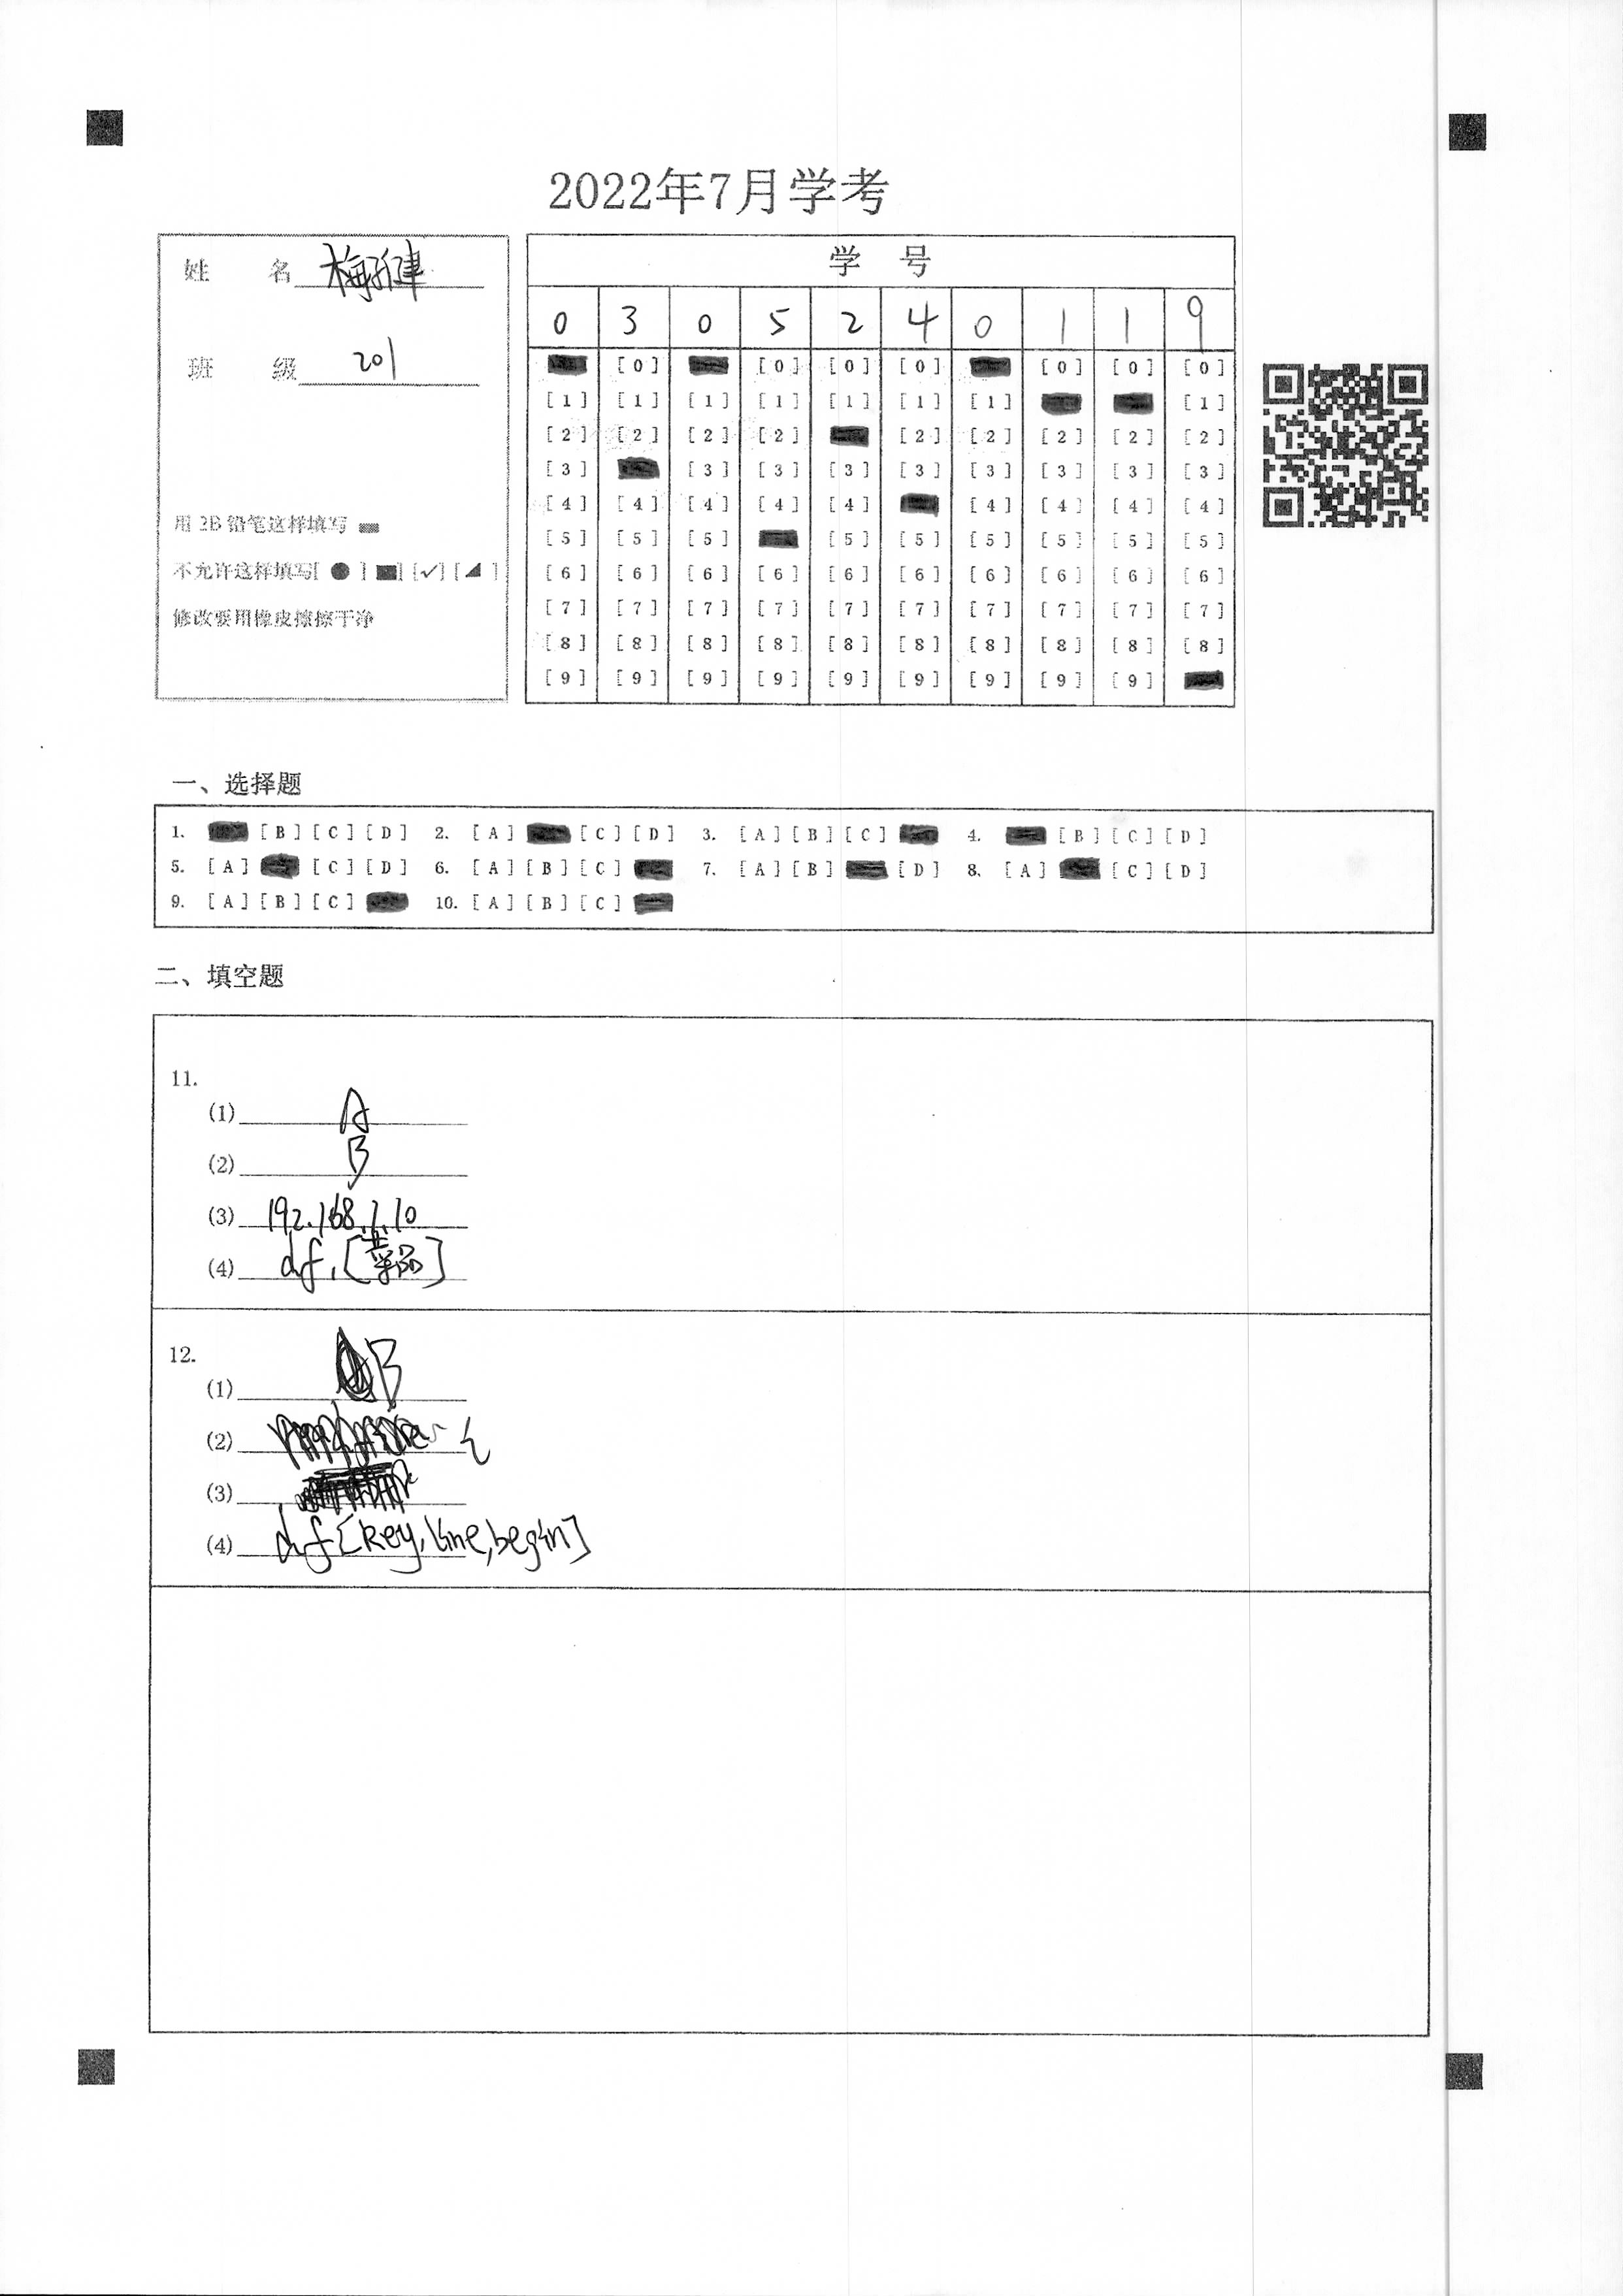 2022年7月学考
姓 名 梅
班 级 201
用 2B 铅笔这样填写
不允许这样填写[ ● ] [■] [✓] [ ◢ ]
修改要用橡皮擦擦干净
学 号
0 3 0 5 2 4 0 1 1 9
[0] [0] [0] [0] [0] [0]
[1] [1] [1] [1] [1] [1] [1] [1]
[2] [2] [2] [2] [2] [2] [2] [2] [2]
[3] [3] [3] [3] [3] [3] [3] [3] [3]
[4] [4] [4] [4] [4] [4] [4] [4] [4]
[5] [5] [5] [5] [5] [5] [5] [5] [5]
[6] [6] [6] [6] [6] [6] [6] [6] [6] [6]
[7] [7] [7] [7] [7] [7] [7] [7] [7] [7]
[8] [8] [8] [8] [8] [8] [8] [8] [8] [8]
[9] [9] [9] [9] [9] [9] [9] [9] [9]
一、选择题
1. [B] [C] [D] 2. [A] [C] [D] 3. [A] [B] [C] 4. [B] [C] [D]
5. [A] [C] [D] 6. [A] [B] [C] 7. [A] [B] [D] 8. [A] [C] [D]
9. [A] [B] [C] 10. [A] [B] [C]
二、填空题
11.
(1) A
(2) B
(3) 192.168.1.10
(4) df.[菜品]
12.
(1) B
(2) i
(3)
(4) df[key,line,begin]